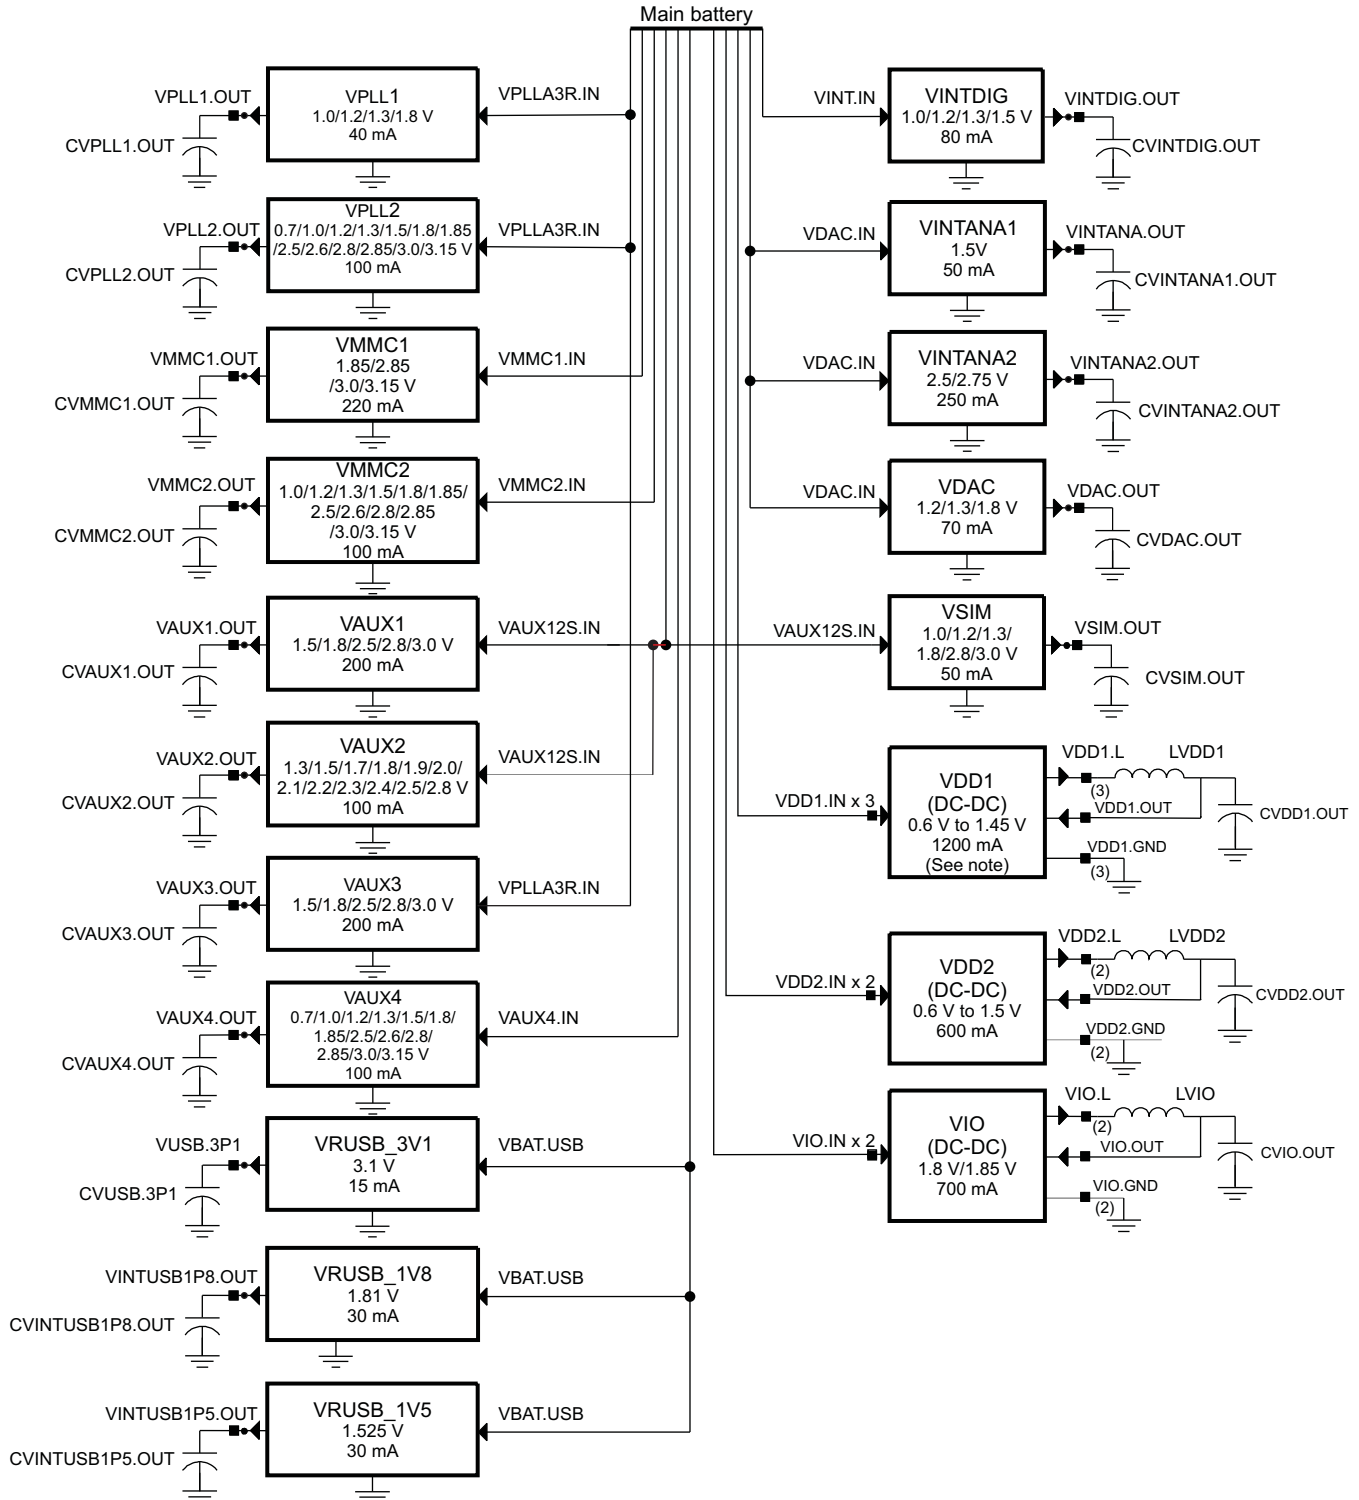 Main battery
VPLL1.OUT
CVPLL1.OUT
VPLL1
1.0/1.2/1.3/1.8 V
40 mA
VPLLA3R.IN
VPLL2.OUT
CVPLL2.OUT
VPLL2
0.7/1.0/1.2/1.3/1.5/1.8/1.85
/2.5/2.6/2.8/2.85/3.0/3.15 V
100 mA
VPLLA3R.IN
VMMC1.OUT
CVMMC1.OUT
VMMC1
1.85/2.85
/3.0/3.15 V
220 mA
VMMC1.IN
VMMC2.OUT
CVMMC2.OUT
VMMC2
1.0/1.2/1.3/1.5/1.8/1.85/
2.5/2.6/2.8/2.85
/3.0/3.15 V
100 mA
VMMC2.IN
VAUX1.OUT
CVAUX1.OUT
VAUX1
1.5/1.8/2.5/2.8/3.0 V
200 mA
VAUX12S.IN
VAUX2.OUT
CVAUX2.OUT
VAUX2
1.3/1.5/1.7/1.8/1.9/2.0/
2.1/2.2/2.3/2.4/2.5/2.8 V
100 mA
VAUX12S.IN
VAUX3.OUT
CVAUX3.OUT
VAUX3
1.5/1.8/2.5/2.8/3.0 V
200 mA
VPLLA3R.IN
VAUX4.OUT
CVAUX4.OUT
VAUX4
0.7/1.0/1.2/1.3/1.5/1.8/
1.85/2.5/2.6/2.8/
2.85/3.0/3.15 V
100 mA
VAUX4.IN
VUSB.3P1
CVUSB.3P1
VRUSB_3V1
3.1 V
15 mA
VBAT.USB
VINTUSB1P8.OUT
CVINTUSB1P8.OUT
VRUSB_1V8
1.81 V
30 mA
VBAT.USB
VINTUSB1P5.OUT
CVINTUSB1P5.OUT
VRUSB_1V5
1.525 V
30 mA
VBAT.USB
VINT.IN
VINTDIG
1.0/1.2/1.3/1.5 V
80 mA
VINTDIG.OUT
CVINTDIG.OUT
VDAC.IN
VINTANA1
1.5V
50 mA
VINTANA.OUT
CVINTANA1.OUT
VDAC.IN
VINTANA2
2.5/2.75 V
250 mA
VINTANA2.OUT
CVINTANA2.OUT
VDAC.IN
VDAC
1.2/1.3/1.8 V
70 mA
VDAC.OUT
CVDAC.OUT
VAUX12S.IN
VSIM
1.0/1.2/1.3/
1.8/2.8/3.0 V
50 mA
VSIM.OUT
CVSIM.OUT
VDD1.IN x 3
VDD1
(DC-DC)
0.6 V to 1.45 V
1200 mA
(See note)
VDD1.L
LVDD1
(3)
VDD1.OUT
CVDD1.OUT
VDD1.GND
(3)
VDD2.IN x 2
VDD2
(DC-DC)
0.6 V to 1.5 V
600 mA
VDD2.L
LVDD2
(2)
VDD2.OUT
CVDD2.OUT
VDD2.GND
(2)
VIO.IN x 2
VIO
(DC-DC)
1.8 V/1.85 V
700 mA
VIO.L
LVIO
(2)
VIO.OUT
CVIO.OUT
VIO.GND
(2)